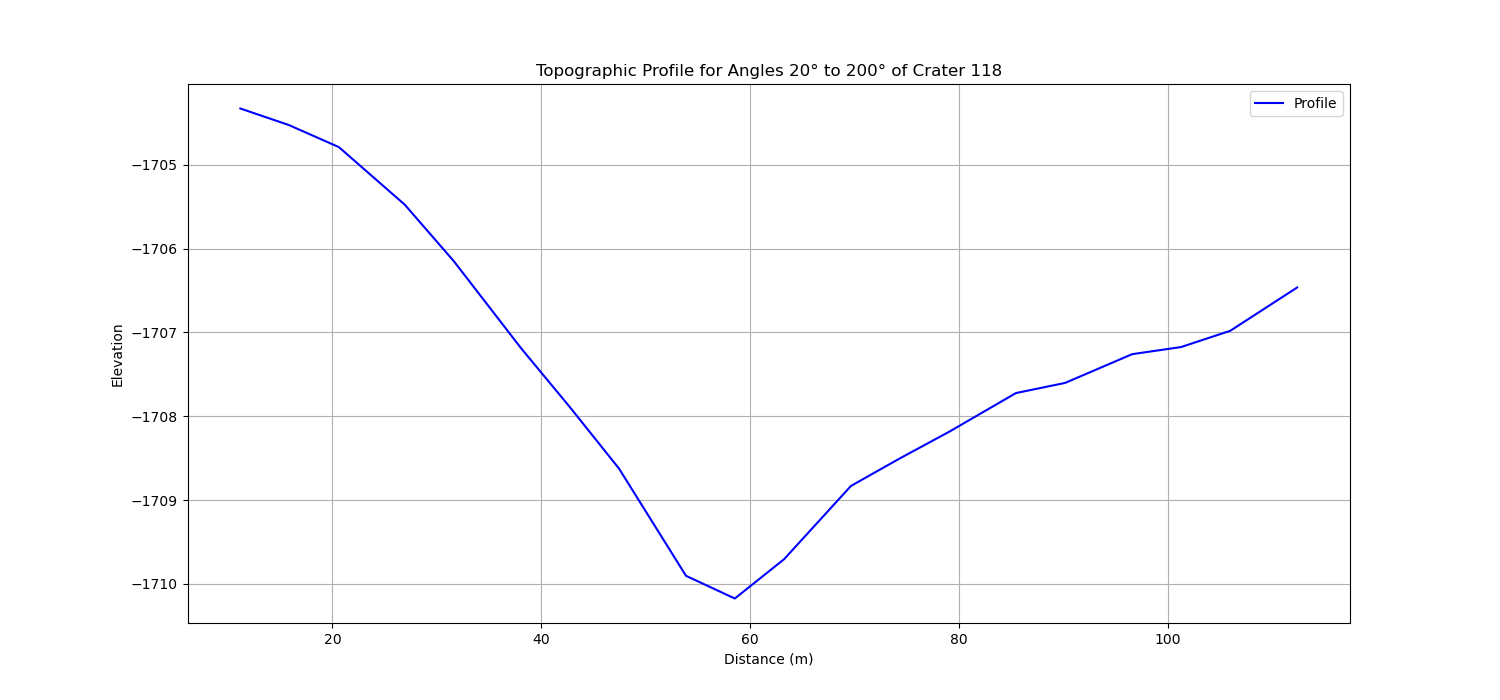 Topographic Profile for Angles 20° to 200° of Crater 118
Profile
−1705
−1706
−1707
−1708
−1709
−1710
Elevation
20
40
60
80
100
Distance (m)